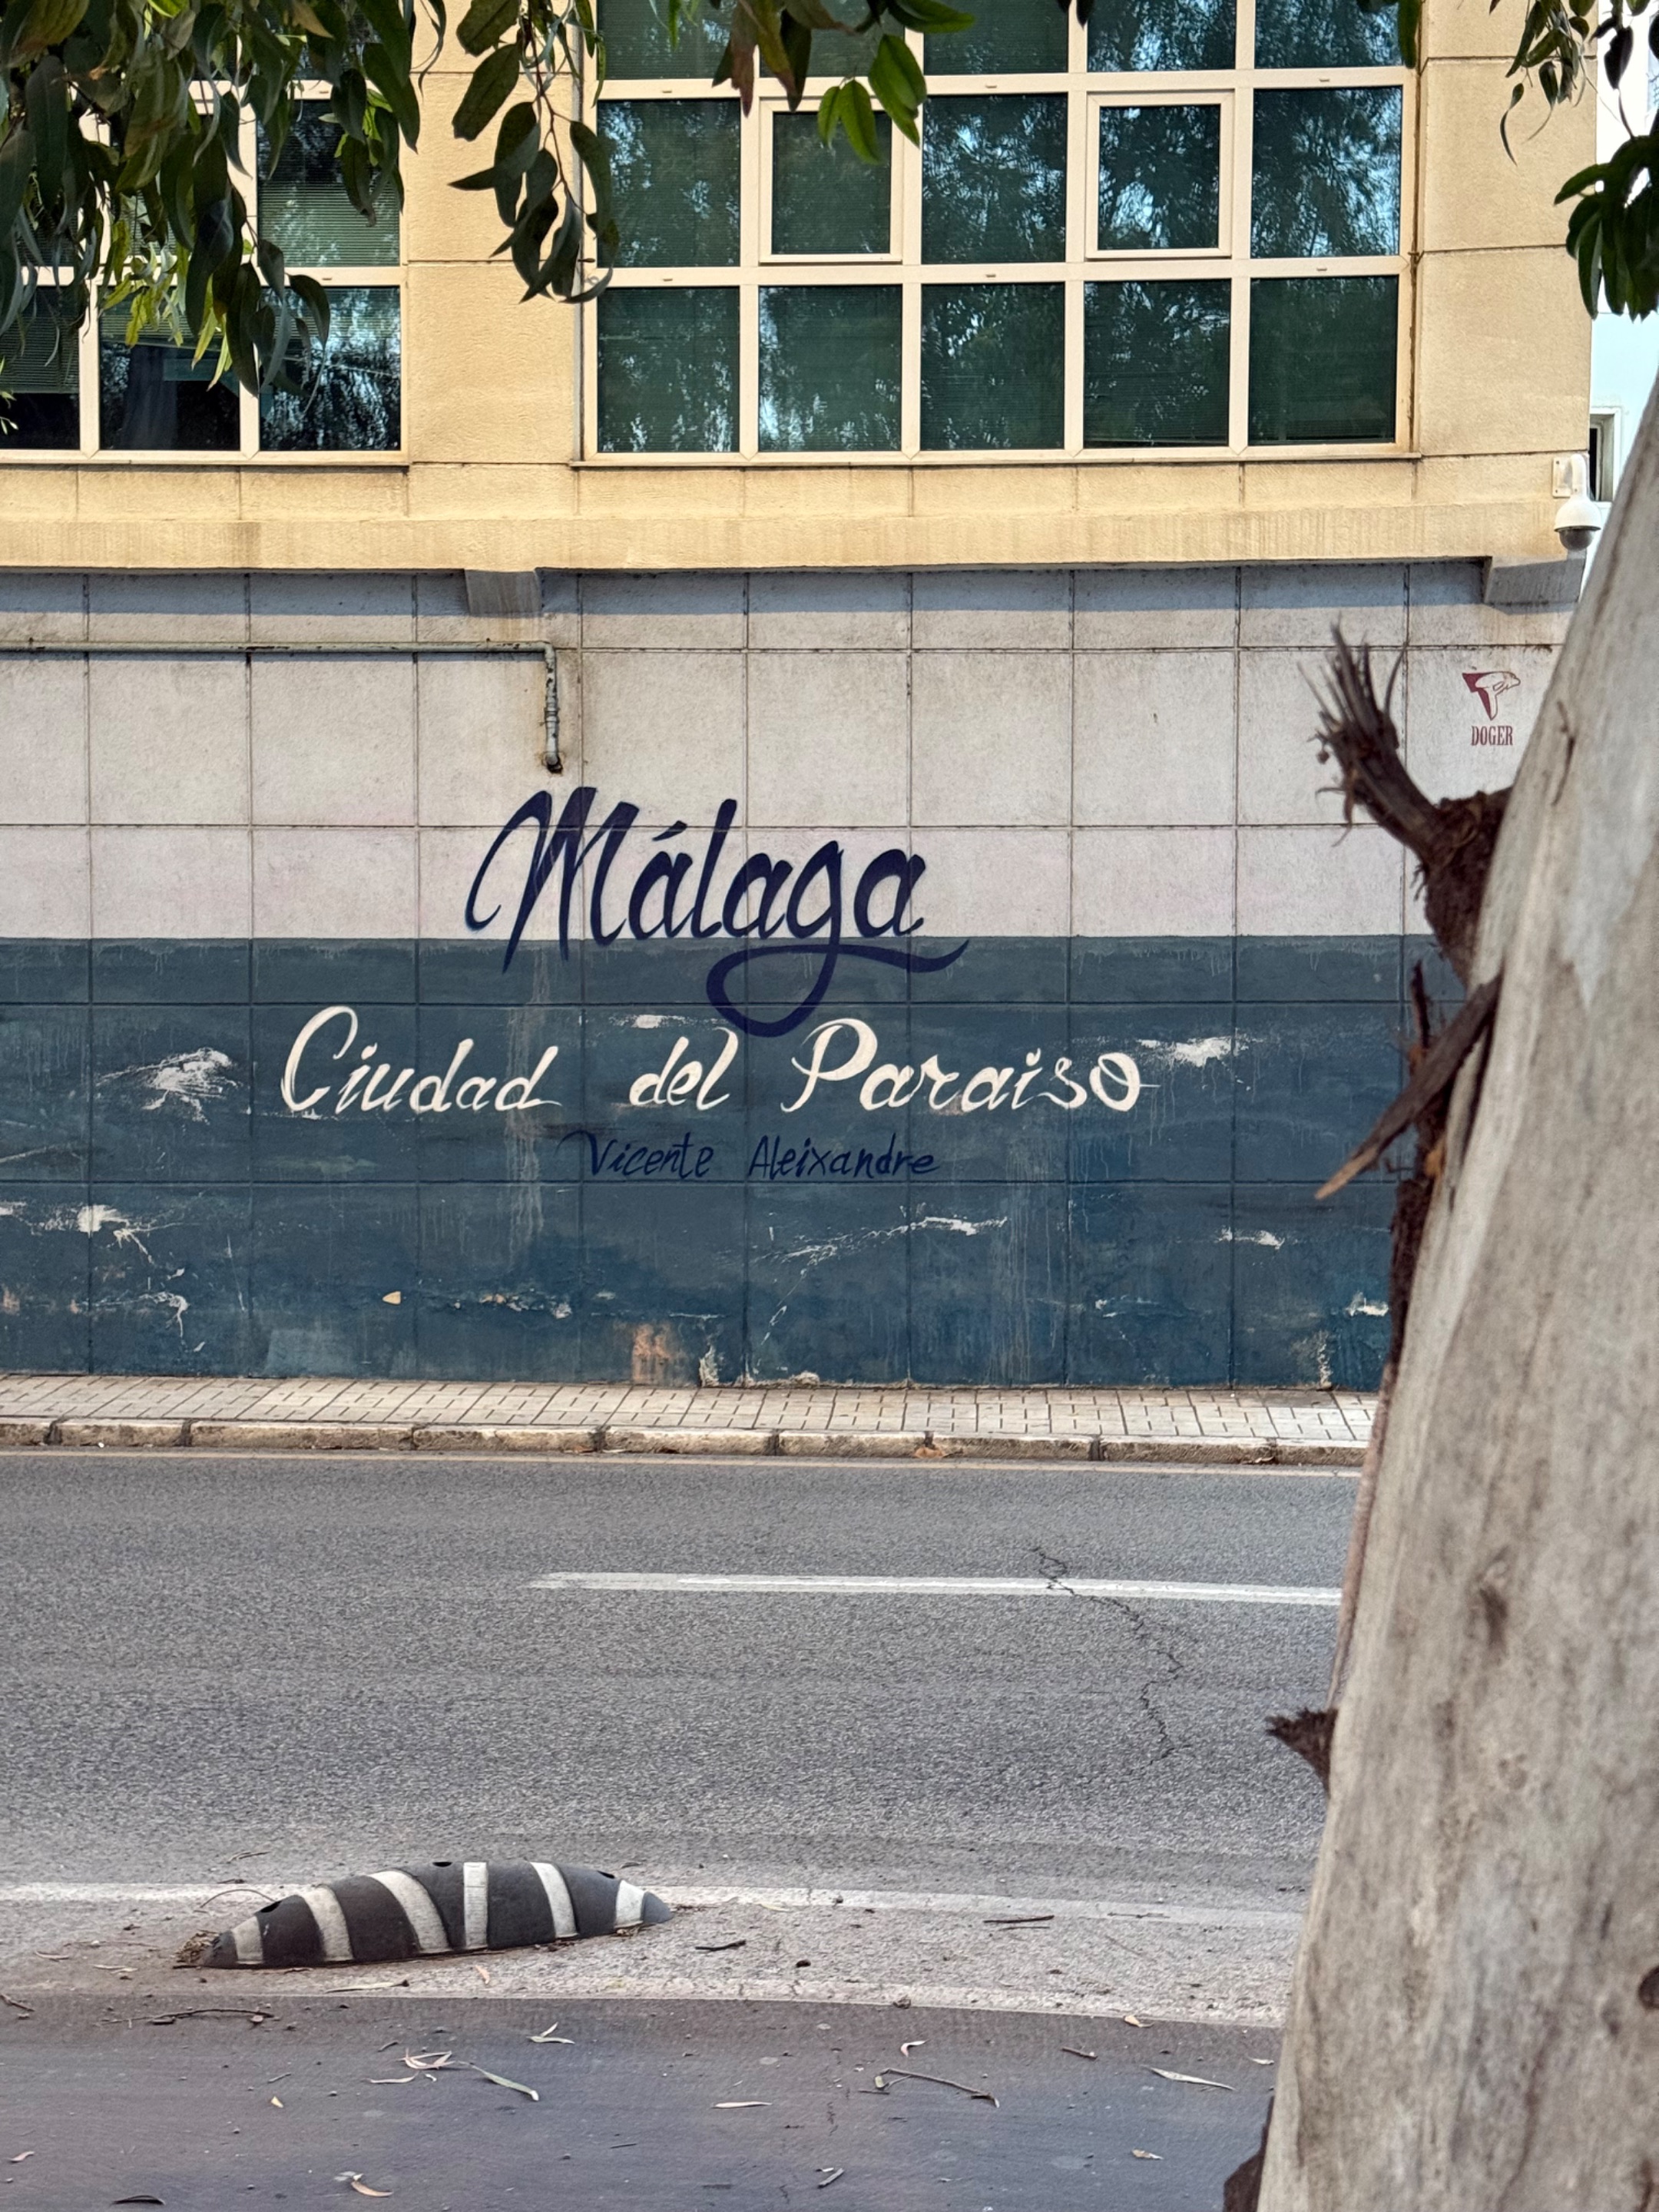 DOGER
Málaga
Ciudad del Paraiso
Vicente Aleixandre